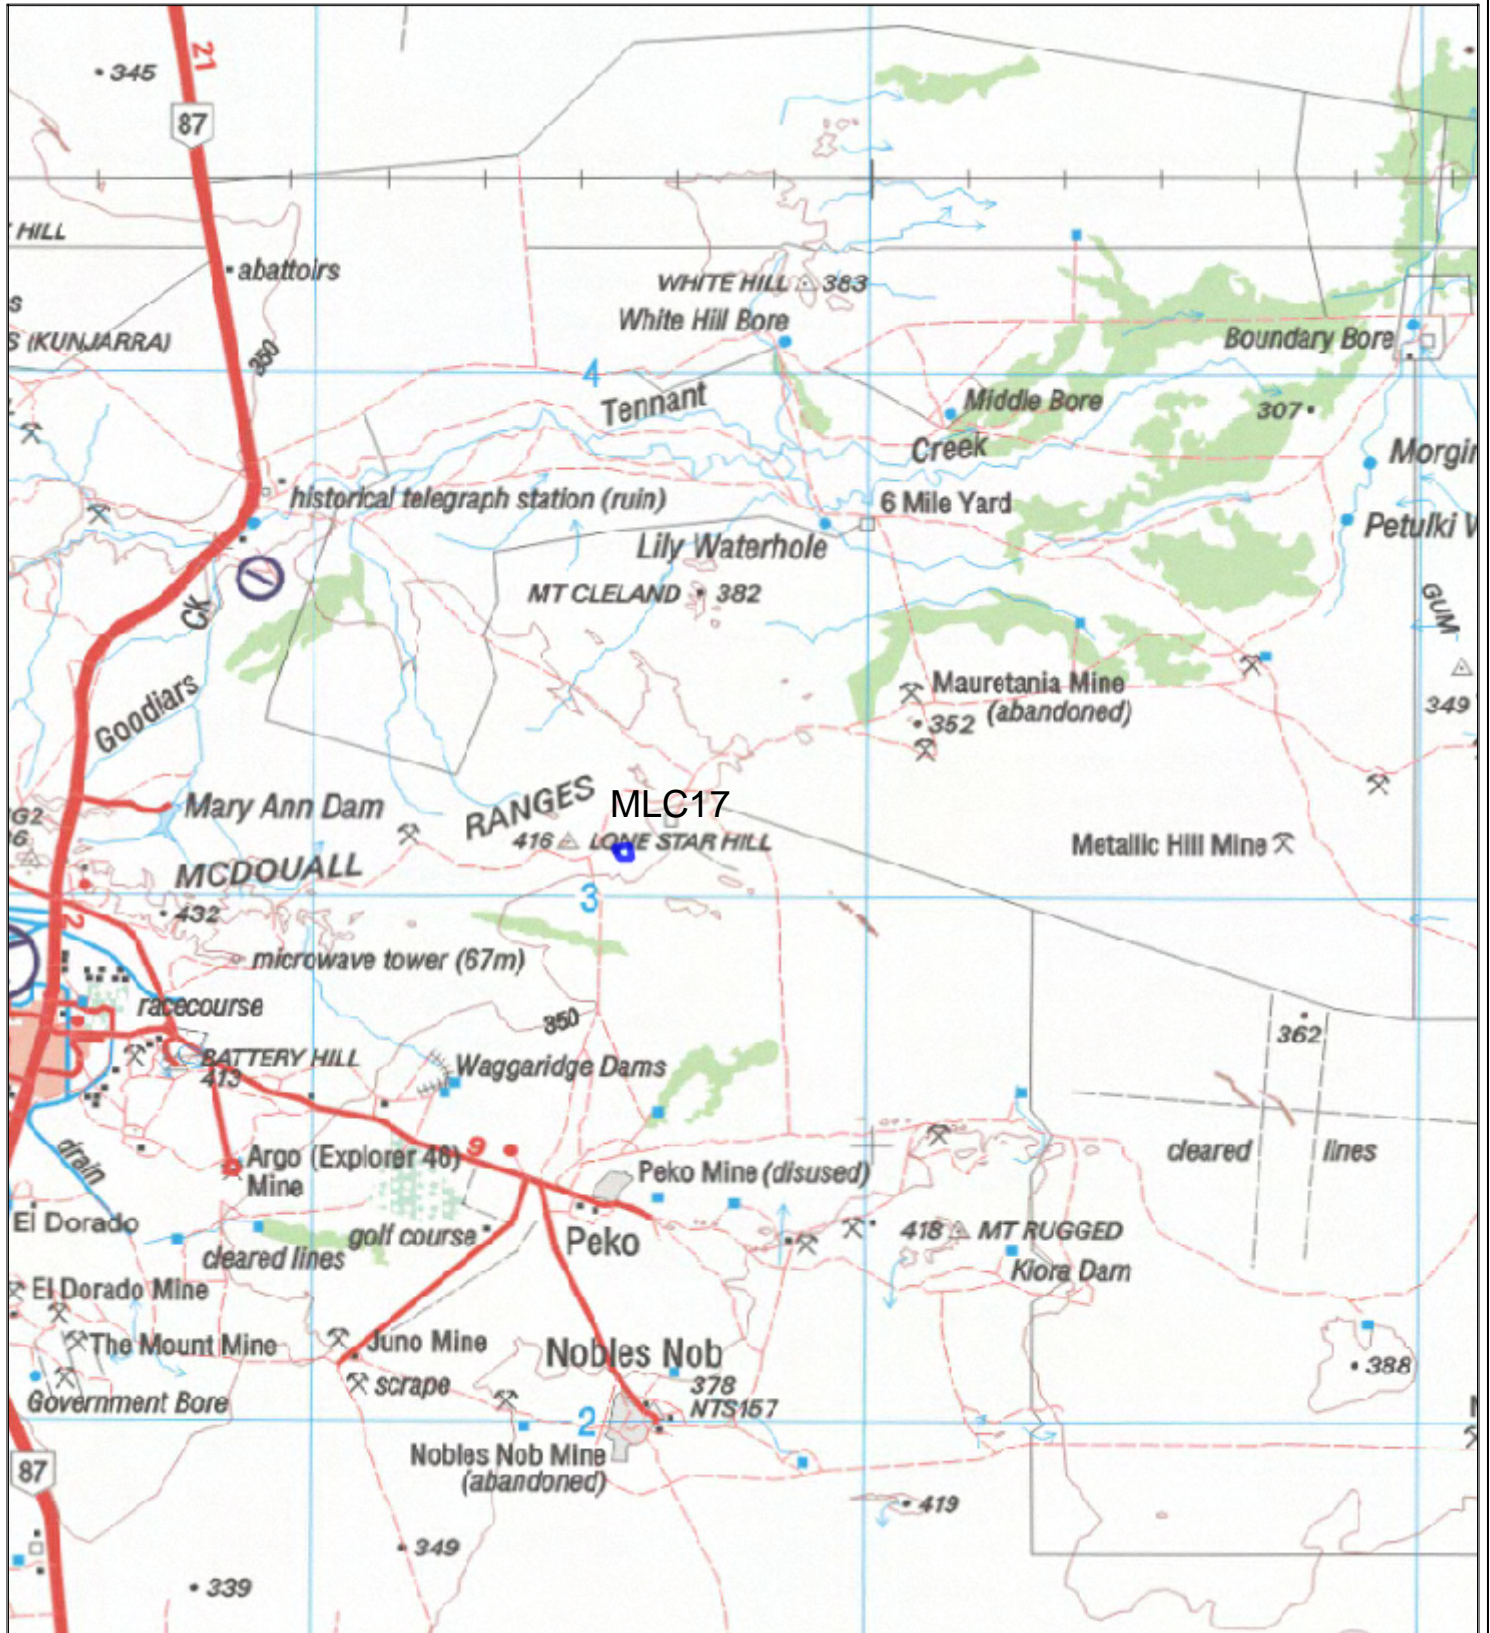 21
345
87
HILL
abattoirs
S
S (KUNJARRA)
350
WHITE HILL 383
White Hill Bore
Boundary Bore
4
Tennant
Middle Bore
307
Creek
Morgin
historical telegraph station (ruin)
6 Mile Yard
Petulki W
Lily Waterhole
MT CLELAND 382
CK
GUM
Goodiars
Mauretania Mine
(abandoned)
352
349
Mary Ann Dam
RANGES
MLC17
G2
6
416 LONE STAR HILL
Metallic Hill Mine
MCDOUALL
3
432
2
microwave tower (67m)
racecourse
350
362
BATTERY HILL
413
Waggaridge Dams
drain
9
Argo (Explorer 46)
Mine
Peko Mine (disused)
cleared lines
El Dorado
golf course
Peko
418 MT RUGGED
cleared lines
Kiora Dam
El Dorado Mine
The Mount Mine
Juno Mine
Nobles Nob
388
scrape
378
Government Bore
NTS157
2
Nobles Nob Mine
(abandoned)
87
419
349
339